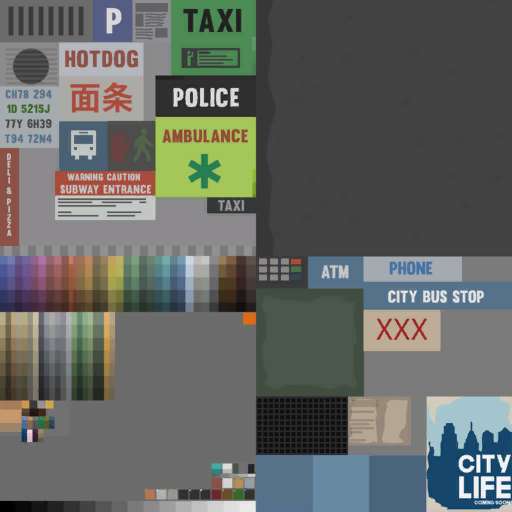 P
TAXI
HOTDOG
CH78 294
1D 5215J
77Y 6H39
T94 72N4
面条
POLICE
AMBULANCE
DELI & PIZZA
WARNING CAUTION
SUBWAY ENTRANCE
TAXI
ATM
PHONE
CITY BUS STOP
XXX
CITY
LIFE
COMING SOON